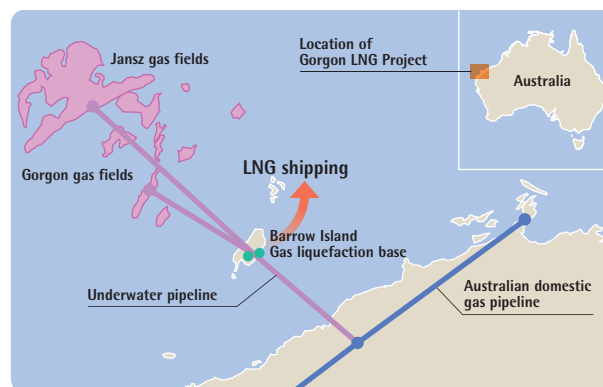 Jansz gas fields
Location of
Gorgon LNG Project
Australia
Gorgon gas fields
LNG shipping
Barrow Island
Gas liquefaction base
Underwater pipeline
Australian domestic
gas pipeline